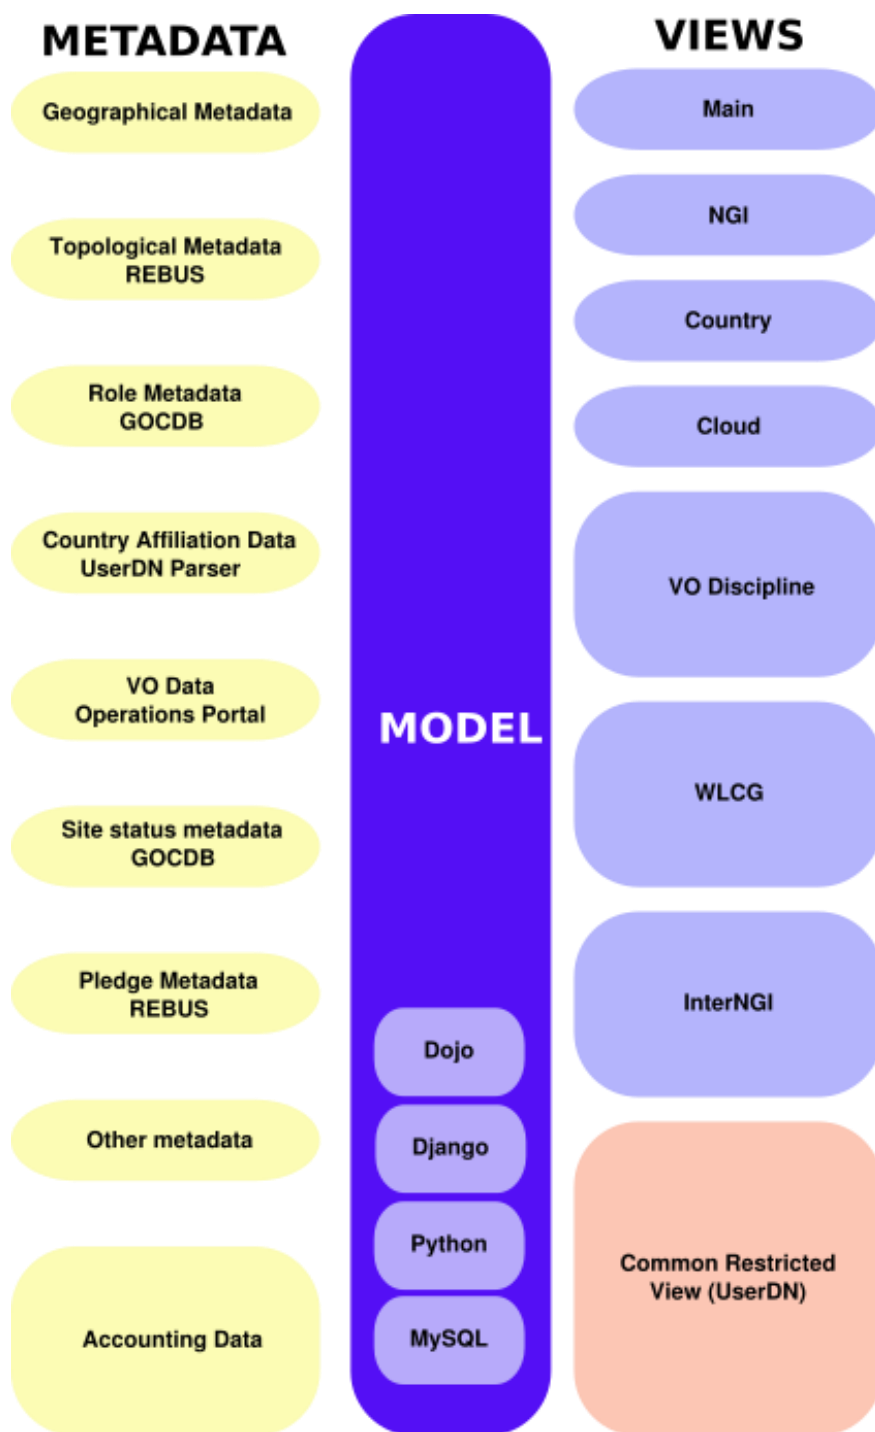 METADATA
Geographical Metadata
Topological Metadata
REBUS
Role Metadata
GOCDB
Country Affiliation Data
UserDN Parser
VO Data
Operations Portal
Site status metadata
GOCDB
Pledge Metadata
REBUS
Other metadata
Accounting Data
MODEL
Dojo
Django
Python
MySQL
VIEWS
Main
NGI
Country
Cloud
VO Discipline
WLCG
InterNGI
Common Restricted
View (UserDN)